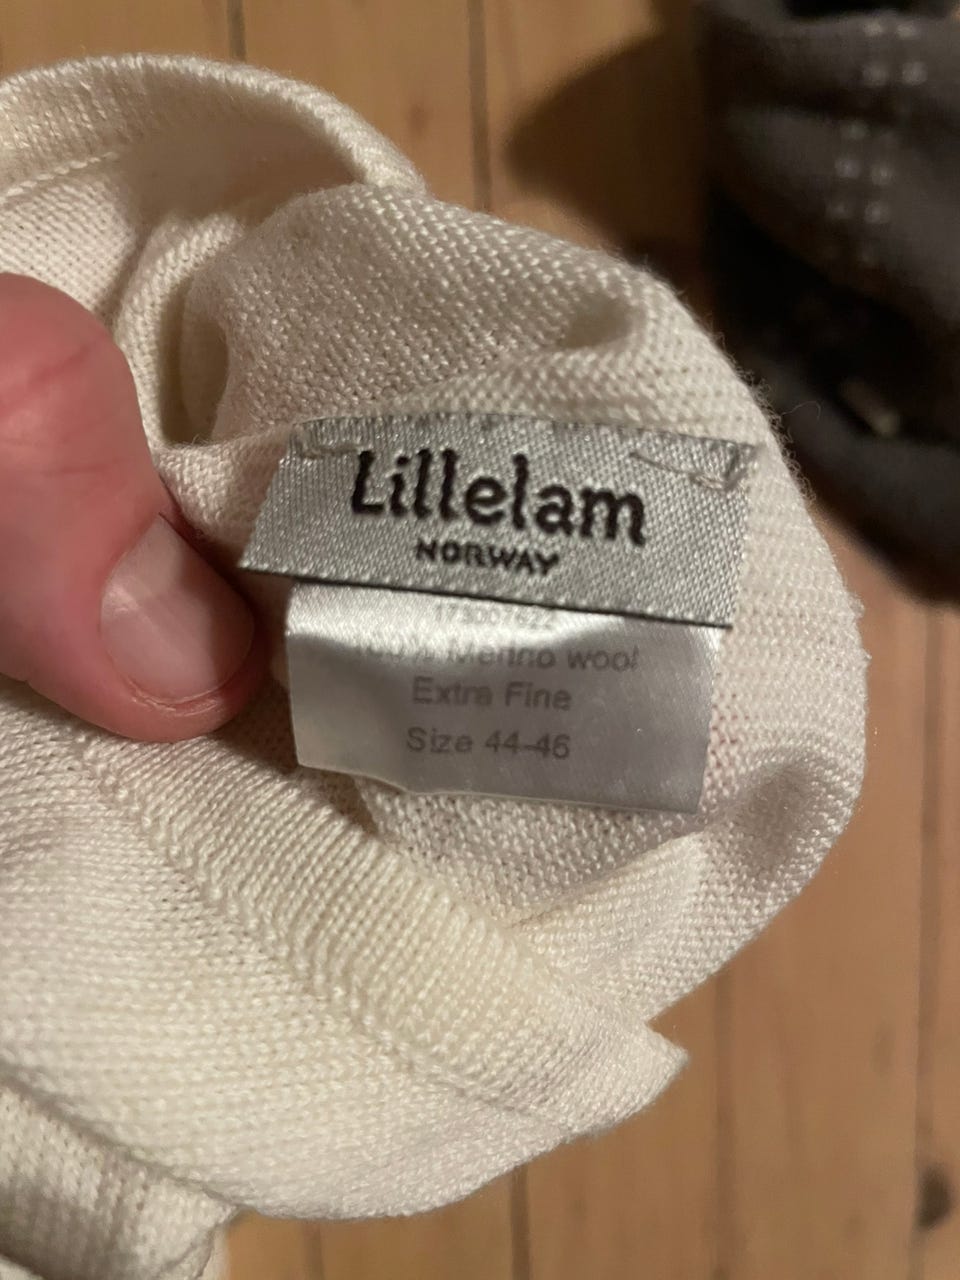 Lillelam
NORWAY
Merino wool
Extra Fine
Size 44-46